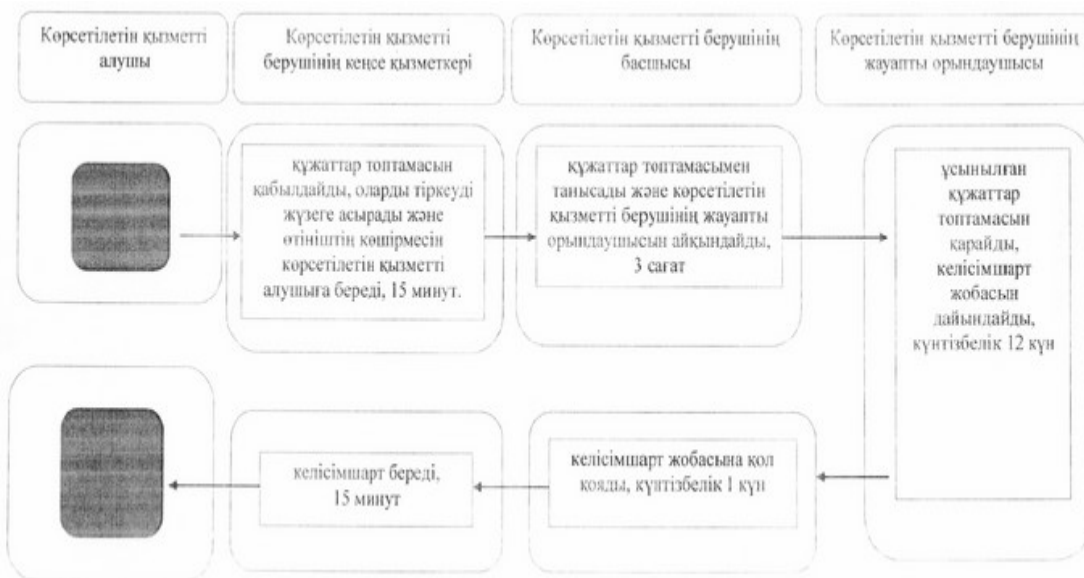 Көрсетілетін қызметті
алушы
Көрсетілетін қызметті
берушінің кеңсе қызметкері
Көрсетілетін қызметті берушінің
басшысы
Көрсетілетін қызметті берушінің
жауапты орындаушысы
құжаттар топтамасын
қабылдайды, оларды тіркеуді
жүзеге асырады және
өтініштің көшірмесін
көрсетілетін қызметті
алушыға береді, 15 минут.
құжаттар топтамасымен
танысады және көрсетілетін
қызметті берушінің жауапты
орындаушысын айқындайды,
3 сағат
ұсынылған
құжаттар
топтамасын
қарайды,
келісімшарт
жобасын
дайындайды,
күнтізбелік 12 күн
келісімшарт береді,
15 минут
келісімшарт жобасына қол
қояды, күнтізбелік 1 күн